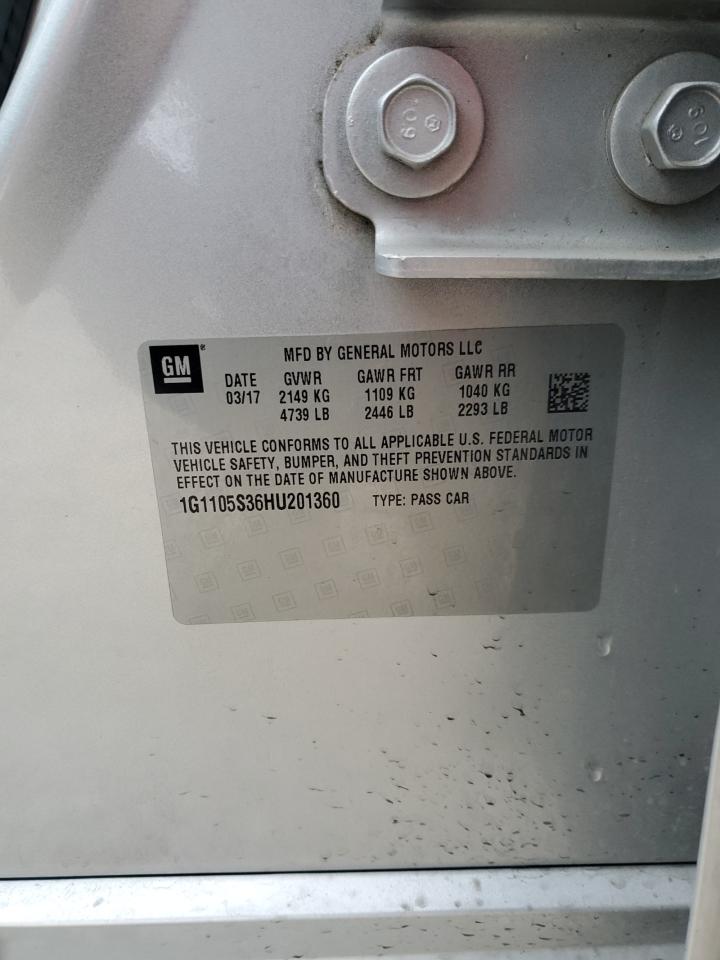 GM
MFD BY GENERAL MOTORS LLC
DATE GVWR GAWR FRT GAWR RR
03/17 2149 KG 1109 KG 1040 KG
4739 LB 2446 LB 2293 LB
THIS VEHICLE CONFORMS TO ALL APPLICABLE U.S. FEDERAL MOTOR
VEHICLE SAFETY, BUMPER, AND THEFT PREVENTION STANDARDS IN
EFFECT ON THE DATE OF MANUFACTURE SHOWN ABOVE.
1G1105S36HU201360 TYPE: PASS CAR